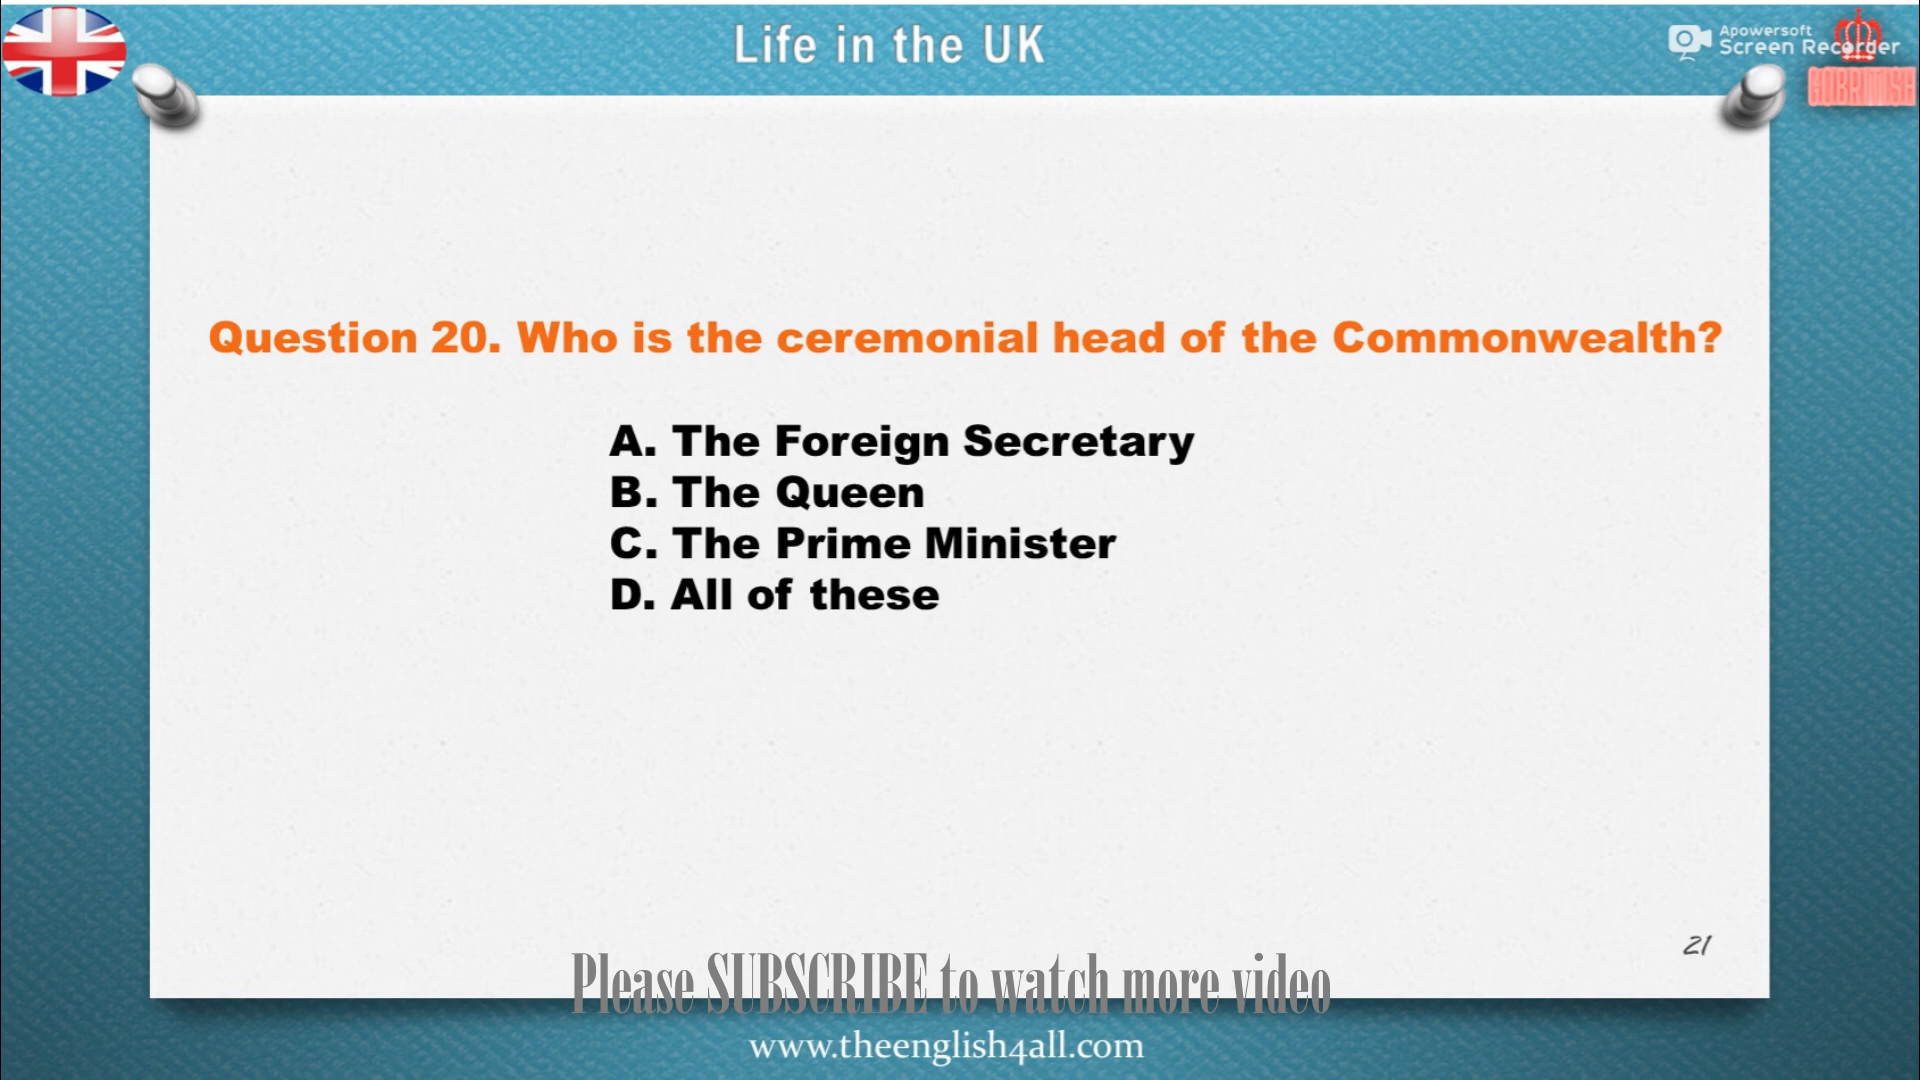 Life in the UK
Apowersoft
Screen Recorder
GOBRITISH
Question 20. Who is the ceremonial head of the Commonwealth?
A. The Foreign Secretary
B. The Queen
C. The Prime Minister
D. All of these
21
Please SUBSCRIBE to watch more video
www.theenglish4all.com